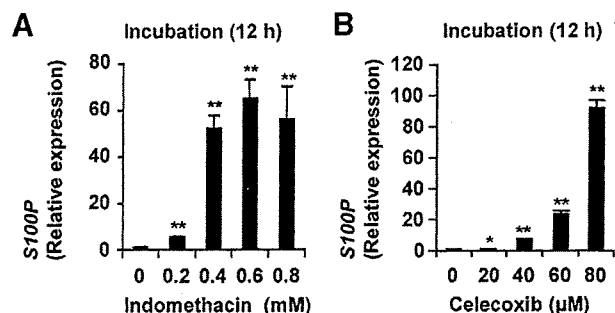 A
Incubation (12 h)
S100P
(Relative expression)
80
60
40
20
0
**
**
**
**
0 0.2 0.4 0.6 0.8
Indomethacin (mM)
B
Incubation (12 h)
S100P
(Relative expression)
120
100
80
60
40
20
0
*
**
**
**
0 20 40 60 80
Celecoxib (µM)